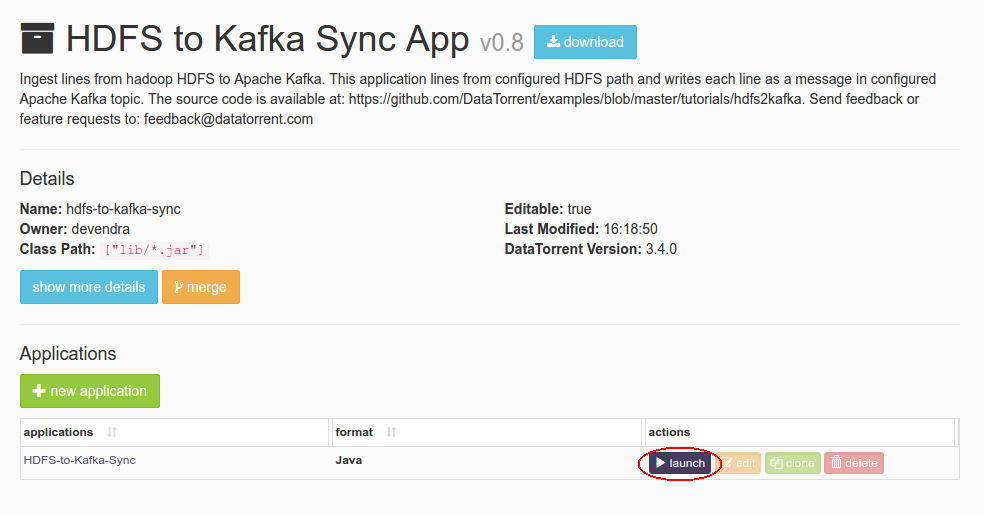 HDFS to Kafka Sync App v0.8 download
Ingest lines from hadoop HDFS to Apache Kafka. This application lines from configured HDFS path and writes each line as a message in configured
Apache Kafka topic. The source code is available at: https://github.com/DataTorrent/examples/blob/master/tutorials/hdfs2kafka. Send feedback or
feature requests to: feedback@datatorrent.com
Details
Name: hdfs-to-kafka-sync Editable: true
Owner: devendra Last Modified: 16:18:50
Class Path: ["lib/*.jar"] DataTorrent Version: 3.4.0
show more details merge
Applications
new application
applications format actions
HDFS-to-Kafka-Sync Java launch edit clone delete